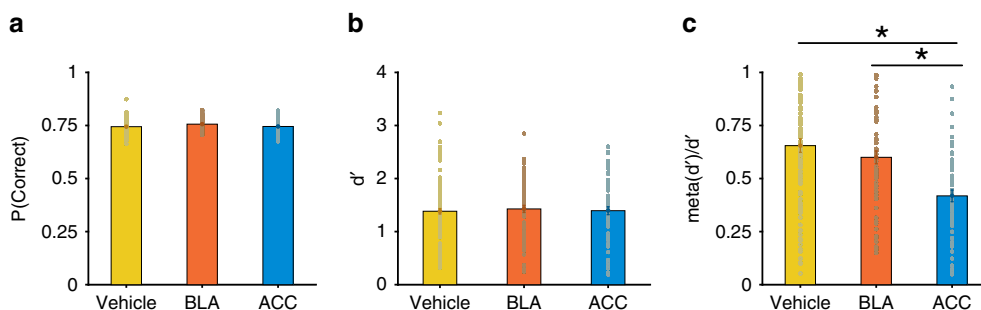 a
P(Correct)
1
0.75
0.5
0.25
0
Vehicle BLA ACC
b
d′
4
3
2
1
0
Vehicle BLA ACC
c
meta(d′)/d′
* 
*
1
0.75
0.5
0.25
0
Vehicle BLA ACC